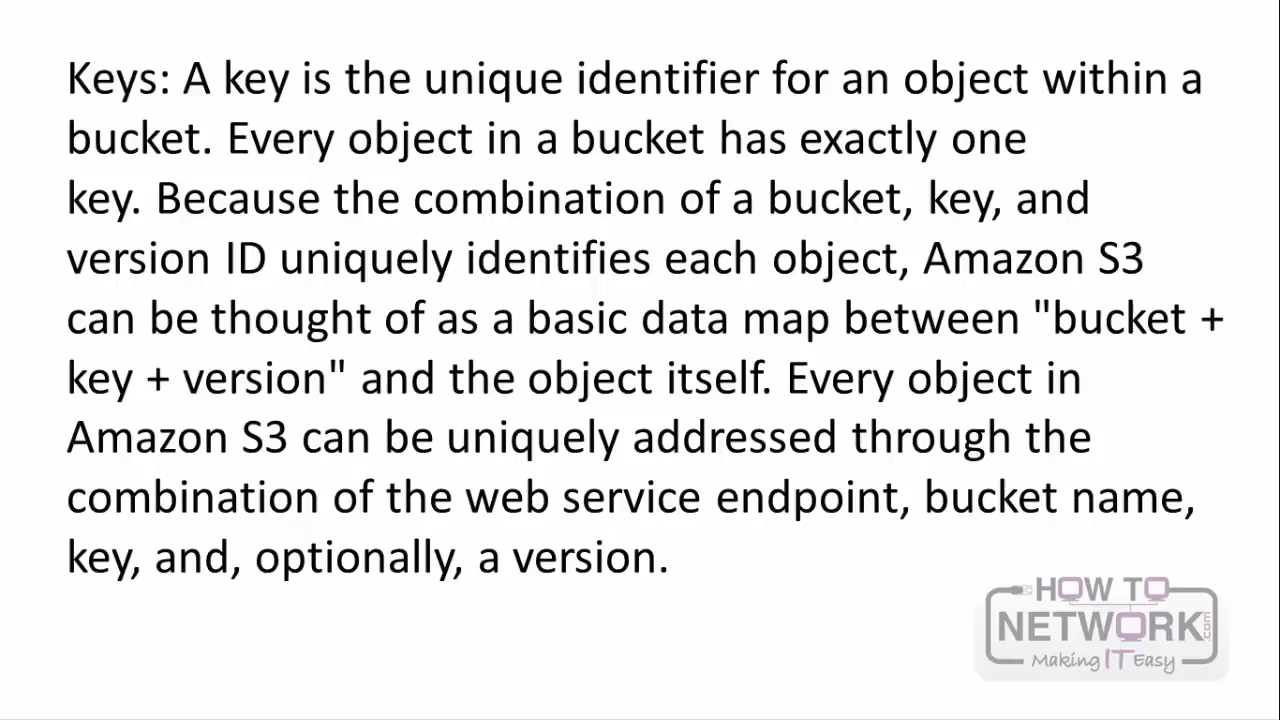 Keys: A key is the unique identifier for an object within a
bucket. Every object in a bucket has exactly one
key. Because the combination of a bucket, key, and
version ID uniquely identifies each object, Amazon S3
can be thought of as a basic data map between "bucket +
key + version" and the object itself. Every object in
Amazon S3 can be uniquely addressed through the
combination of the web service endpoint, bucket name,
key, and, optionally, a version.
HOW TO
NETWORK.com
Making IT Easy